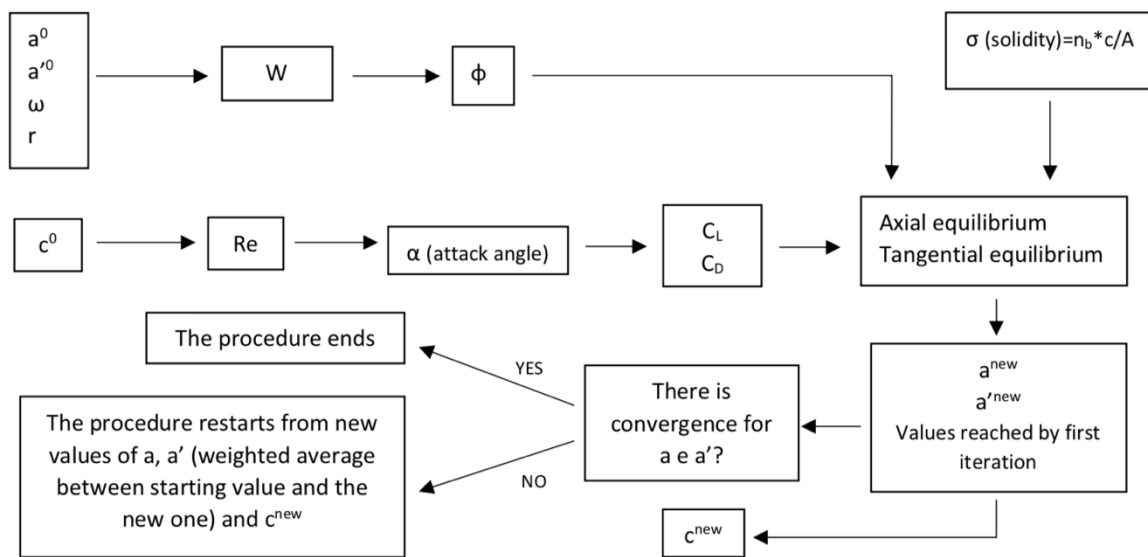 a⁰
a'⁰
ω
r
W
ϕ
σ (solidity)=n_b*c/A
c⁰
Re
α (attack angle)
C_L
C_D
Axial equilibrium
Tangential equilibrium
The procedure ends
YES
There is
convergence for
a e a'?
a^new
a'^new
Values reached by first
iteration
The procedure restarts from new
values of a, a' (weighted average
between starting value and the
new one) and c^new
NO
c^new